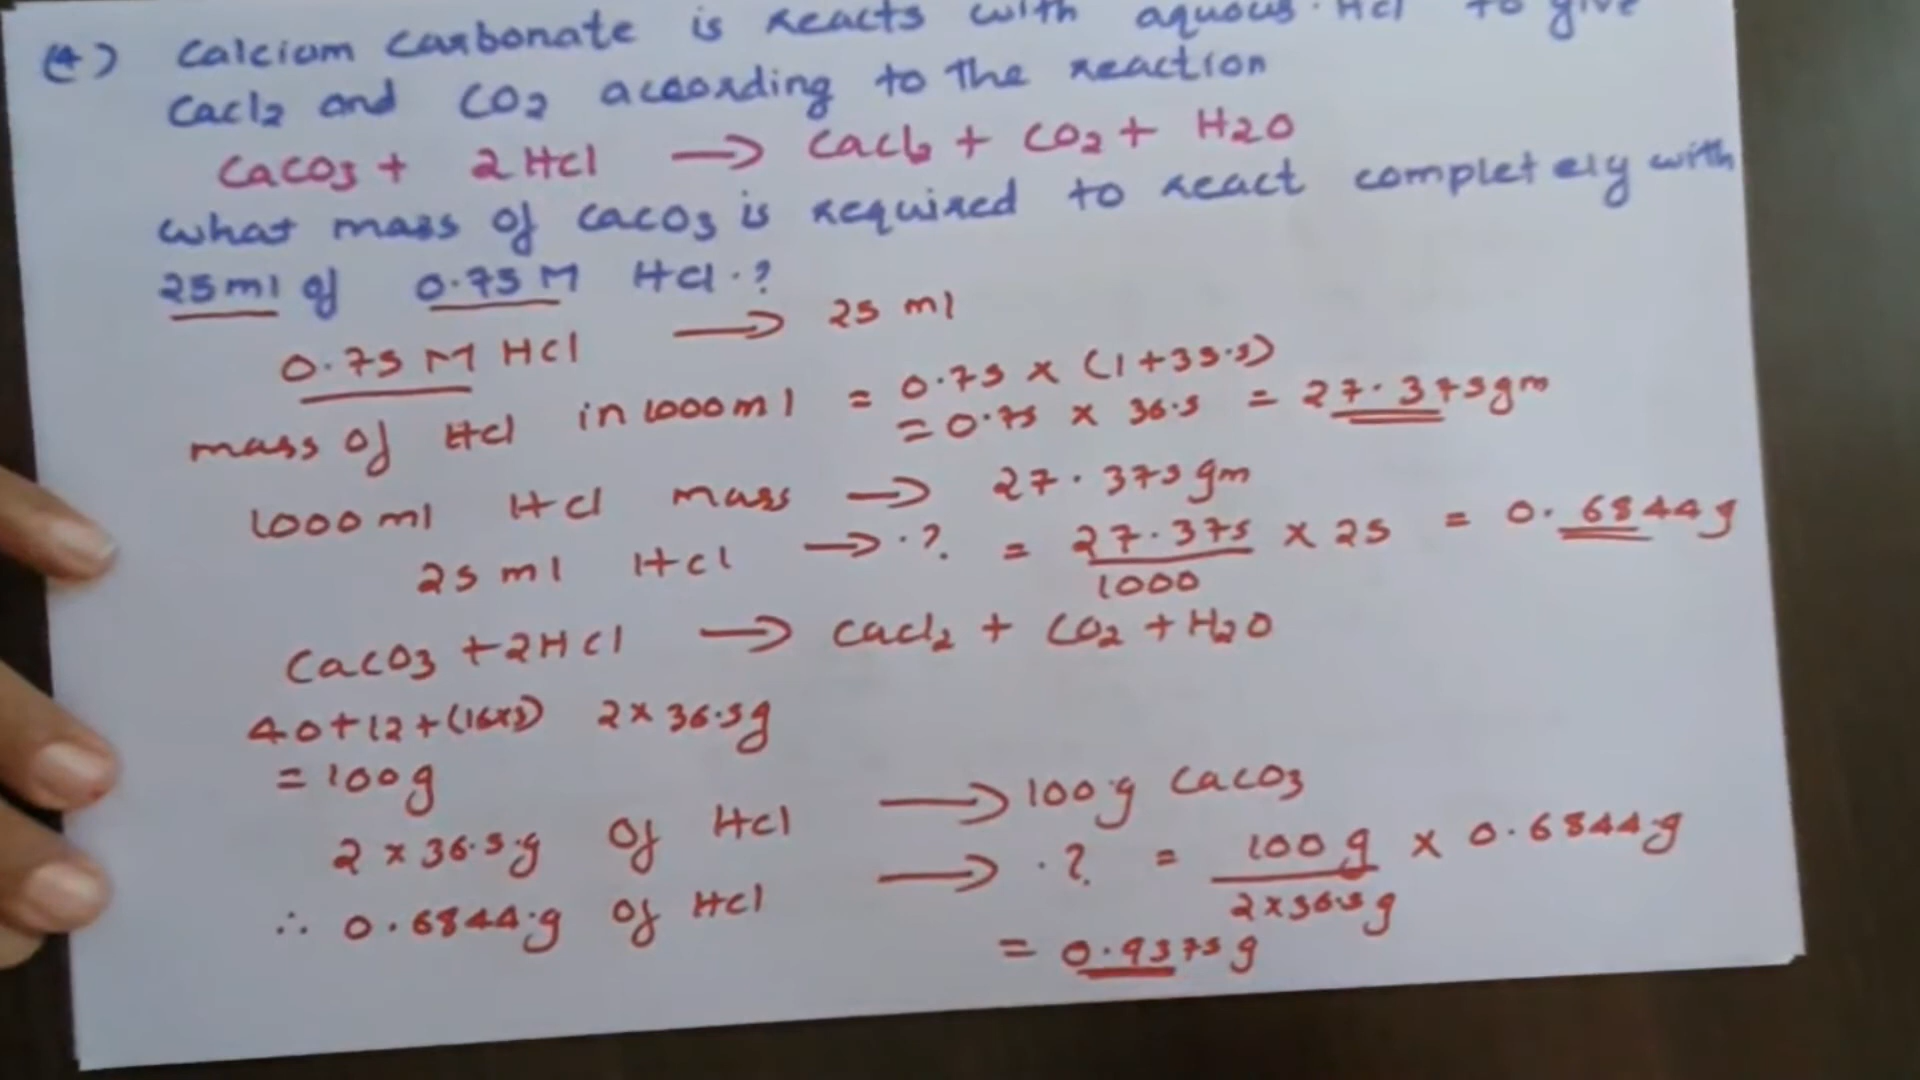 (4) Calcium carbonate is reacts with aquous HCl to give
CaCl2 and CO2 according to the reaction
CaCO3 + 2HCl → CaCl2 + CO2 + H2O
what mass of CaCO3 is required to react completely with
25ml of 0.75M HCl.?
0.75 M HCl → 25 ml
mass of HCl in 1000ml = 0.75 x (1+35.5)
= 0.75 x 36.5 = 27.375gm
1000ml HCl mass → 27.375gm
25ml HCl → .? = 27.375/1000 x 25 = 0.6844g
CaCO3 +2HCl → CaCl2 + CO2 +H2O
40+12+(16x3) 2x36.5g
= 100g
2x36.5g of HCl → 100g CaCO3
∴ 0.6844g of HCl → .? = 100g/2x36.5g x 0.6844g
= 0.9375g